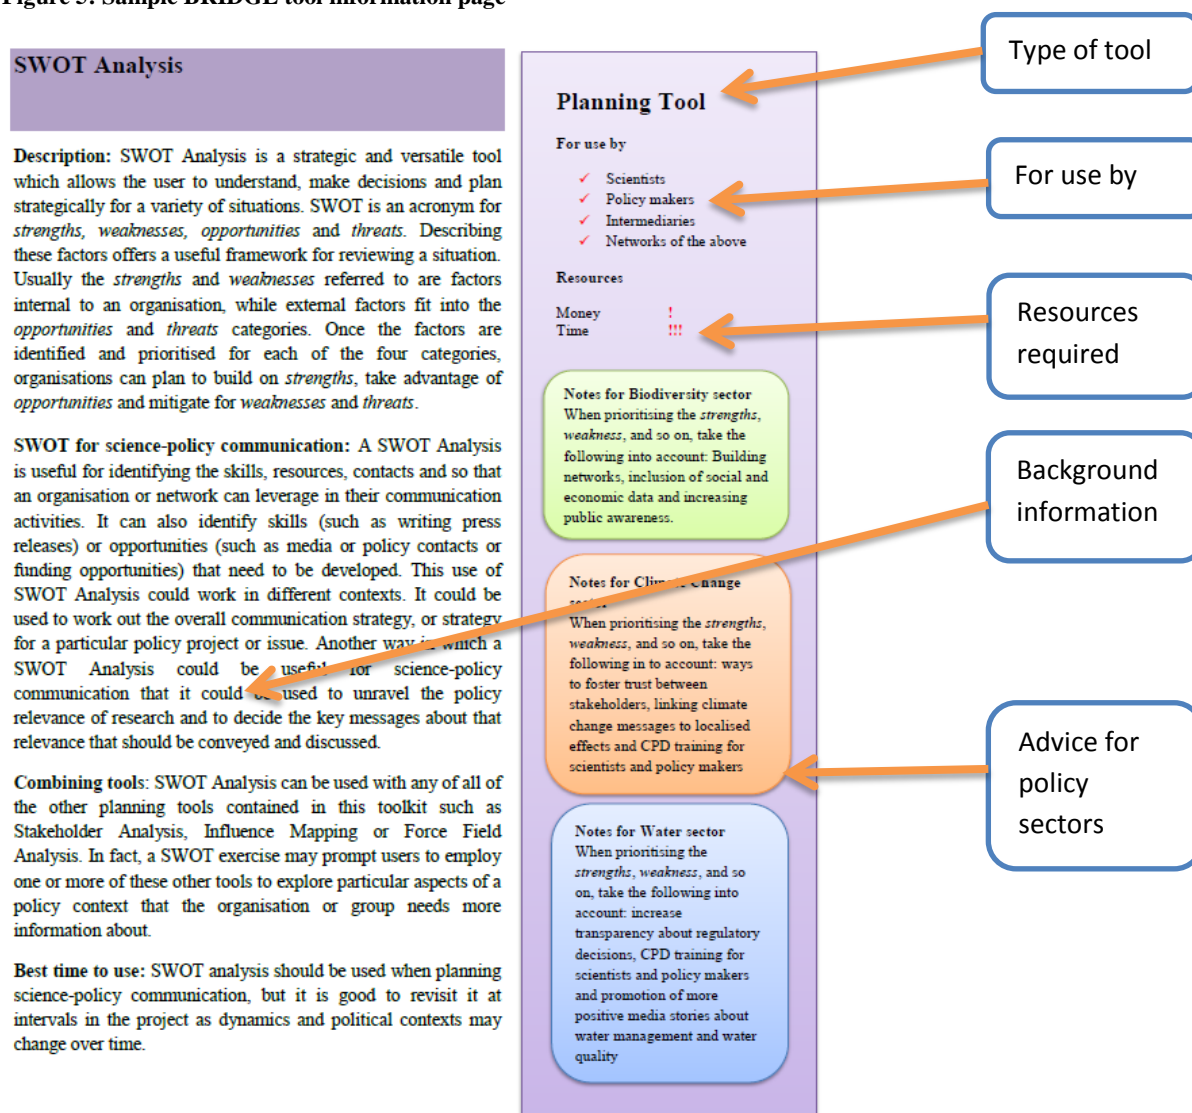 Figure 5: Sample BRIDGE tool information page
SWOT Analysis
Description: SWOT Analysis is a strategic and versatile tool
which allows the user to understand, make decisions and plan
strategically for a variety of situations. SWOT is an acronym for
strengths, weaknesses, opportunities and threats. Describing
these factors offers a useful framework for reviewing a situation.
Usually the strengths and weaknesses referred to are factors
internal to an organisation, while external factors fit into the
opportunities and threats categories. Once the factors are
identified and prioritised for each of the four categories,
organisations can plan to build on strengths, take advantage of
opportunities and mitigate for weaknesses and threats.
SWOT for science-policy communication: A SWOT Analysis
is useful for identifying the skills, resources, contacts and so that
an organisation or network can leverage in their communication
activities. It can also identify skills (such as writing press
releases) or opportunities (such as media or policy contacts or
funding opportunities) that need to be developed. This use of
SWOT Analysis could work in different contexts. It could be
used to work out the overall communication strategy, or strategy
for a particular policy project or issue. Another way in which a
SWOT Analysis could be useful for science-policy
communication that it could be used to unravel the policy
relevance of research and to decide the key messages about that
relevance that should be conveyed and discussed.
Combining tools: SWOT Analysis can be used with any of all of
the other planning tools contained in this toolkit such as
Stakeholder Analysis, Influence Mapping or Force Field
Analysis. In fact, a SWOT exercise may prompt users to employ
one or more of these other tools to explore particular aspects of a
policy context that the organisation or group needs more
information about.
Best time to use: SWOT analysis should be used when planning
science-policy communication, but it is good to revisit it at
intervals in the project as dynamics and political contexts may
change over time.
Planning Tool
For use by
✓ Scientists
✓ Policy makers
✓ Intermediaries
✓ Networks of the above
Resources
Money !
Time !!!
Notes for Biodiversity sector
When prioritising the strengths,
weakness, and so on, take the
following into account: Building
networks, inclusion of social and
economic data and increasing
public awareness.
Notes for Climate Change
sector
When prioritising the strengths,
weakness, and so on, take the
following in to account: ways
to foster trust between
stakeholders, linking climate
change messages to localised
effects and CPD training for
scientists and policy makers
Notes for Water sector
When prioritising the
strengths, weakness, and so
on, take the following into
account: increase
transparency about regulatory
decisions, CPD training for
scientists and policy makers
and promotion of more
positive media stories about
water management and water
quality
Type of tool
For use by
Resources
required
Background
information
Advice for
policy
sectors